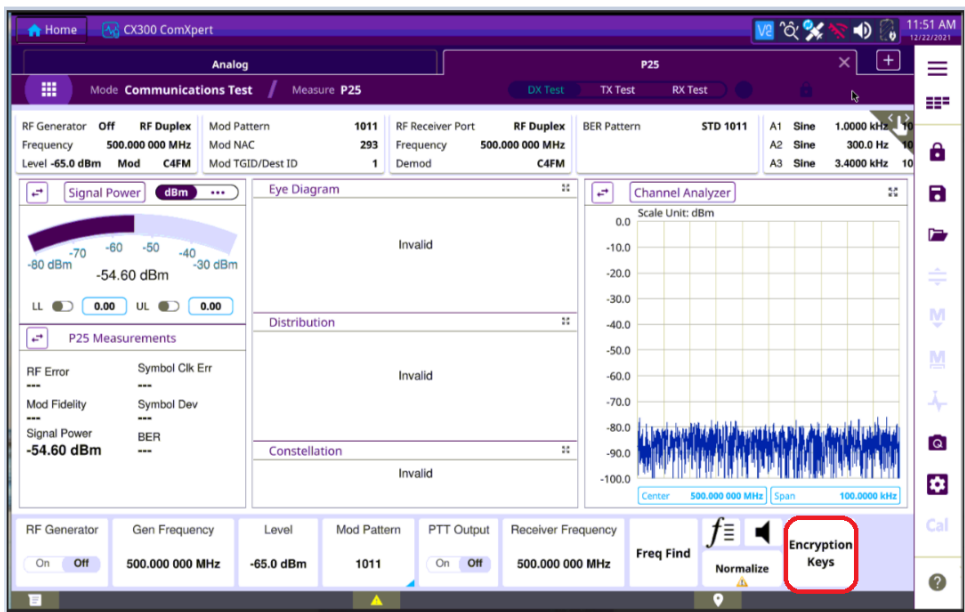 Home CX300 ComXpert V2 11:51 AM
12/22/2021
Analog P25
Mode Communications Test Measure P25 DX Test TX Test RX Test
RF Generator Off RF Duplex Mod Pattern 1011 RF Receiver Port RF Duplex BER Pattern STD 1011 A1 Sine 1.0000 kHz 10
Frequency 500.000 000 MHz Mod NAC 293 Frequency 500.000 000 MHz A2 Sine 300.0 Hz 10
Level -65.0 dBm Mod C4FM Mod TGID/Dest ID 1 Demod C4FM A3 Sine 3.4000 kHz 10
Signal Power dBm ••• Eye Diagram Channel Analyzer
Scale Unit: dBm
-80 dBm -70 -60 -50 -40 -30 dBm
-54.60 dBm
LL 0.00 UL 0.00
Invalid
0.0
-10.0
-20.0
-30.0
-40.0
-50.0
-60.0
-70.0
-80.0
-90.0
-100.0
Center 500.000 000 MHz Span 100.0000 kHz
P25 Measurements
RF Error Symbol Clk Err
--- ---
Mod Fidelity Symbol Dev
--- ---
Signal Power BER
-54.60 dBm ---
Distribution
Invalid
Constellation
Invalid
M
M
Cal
?
RF Generator Gen Frequency Level Mod Pattern PTT Output Receiver Frequency
On Off 500.000 000 MHz -65.0 dBm 1011 On Off 500.000 000 MHz
Freq Find
f
Normalize
Encryption
Keys